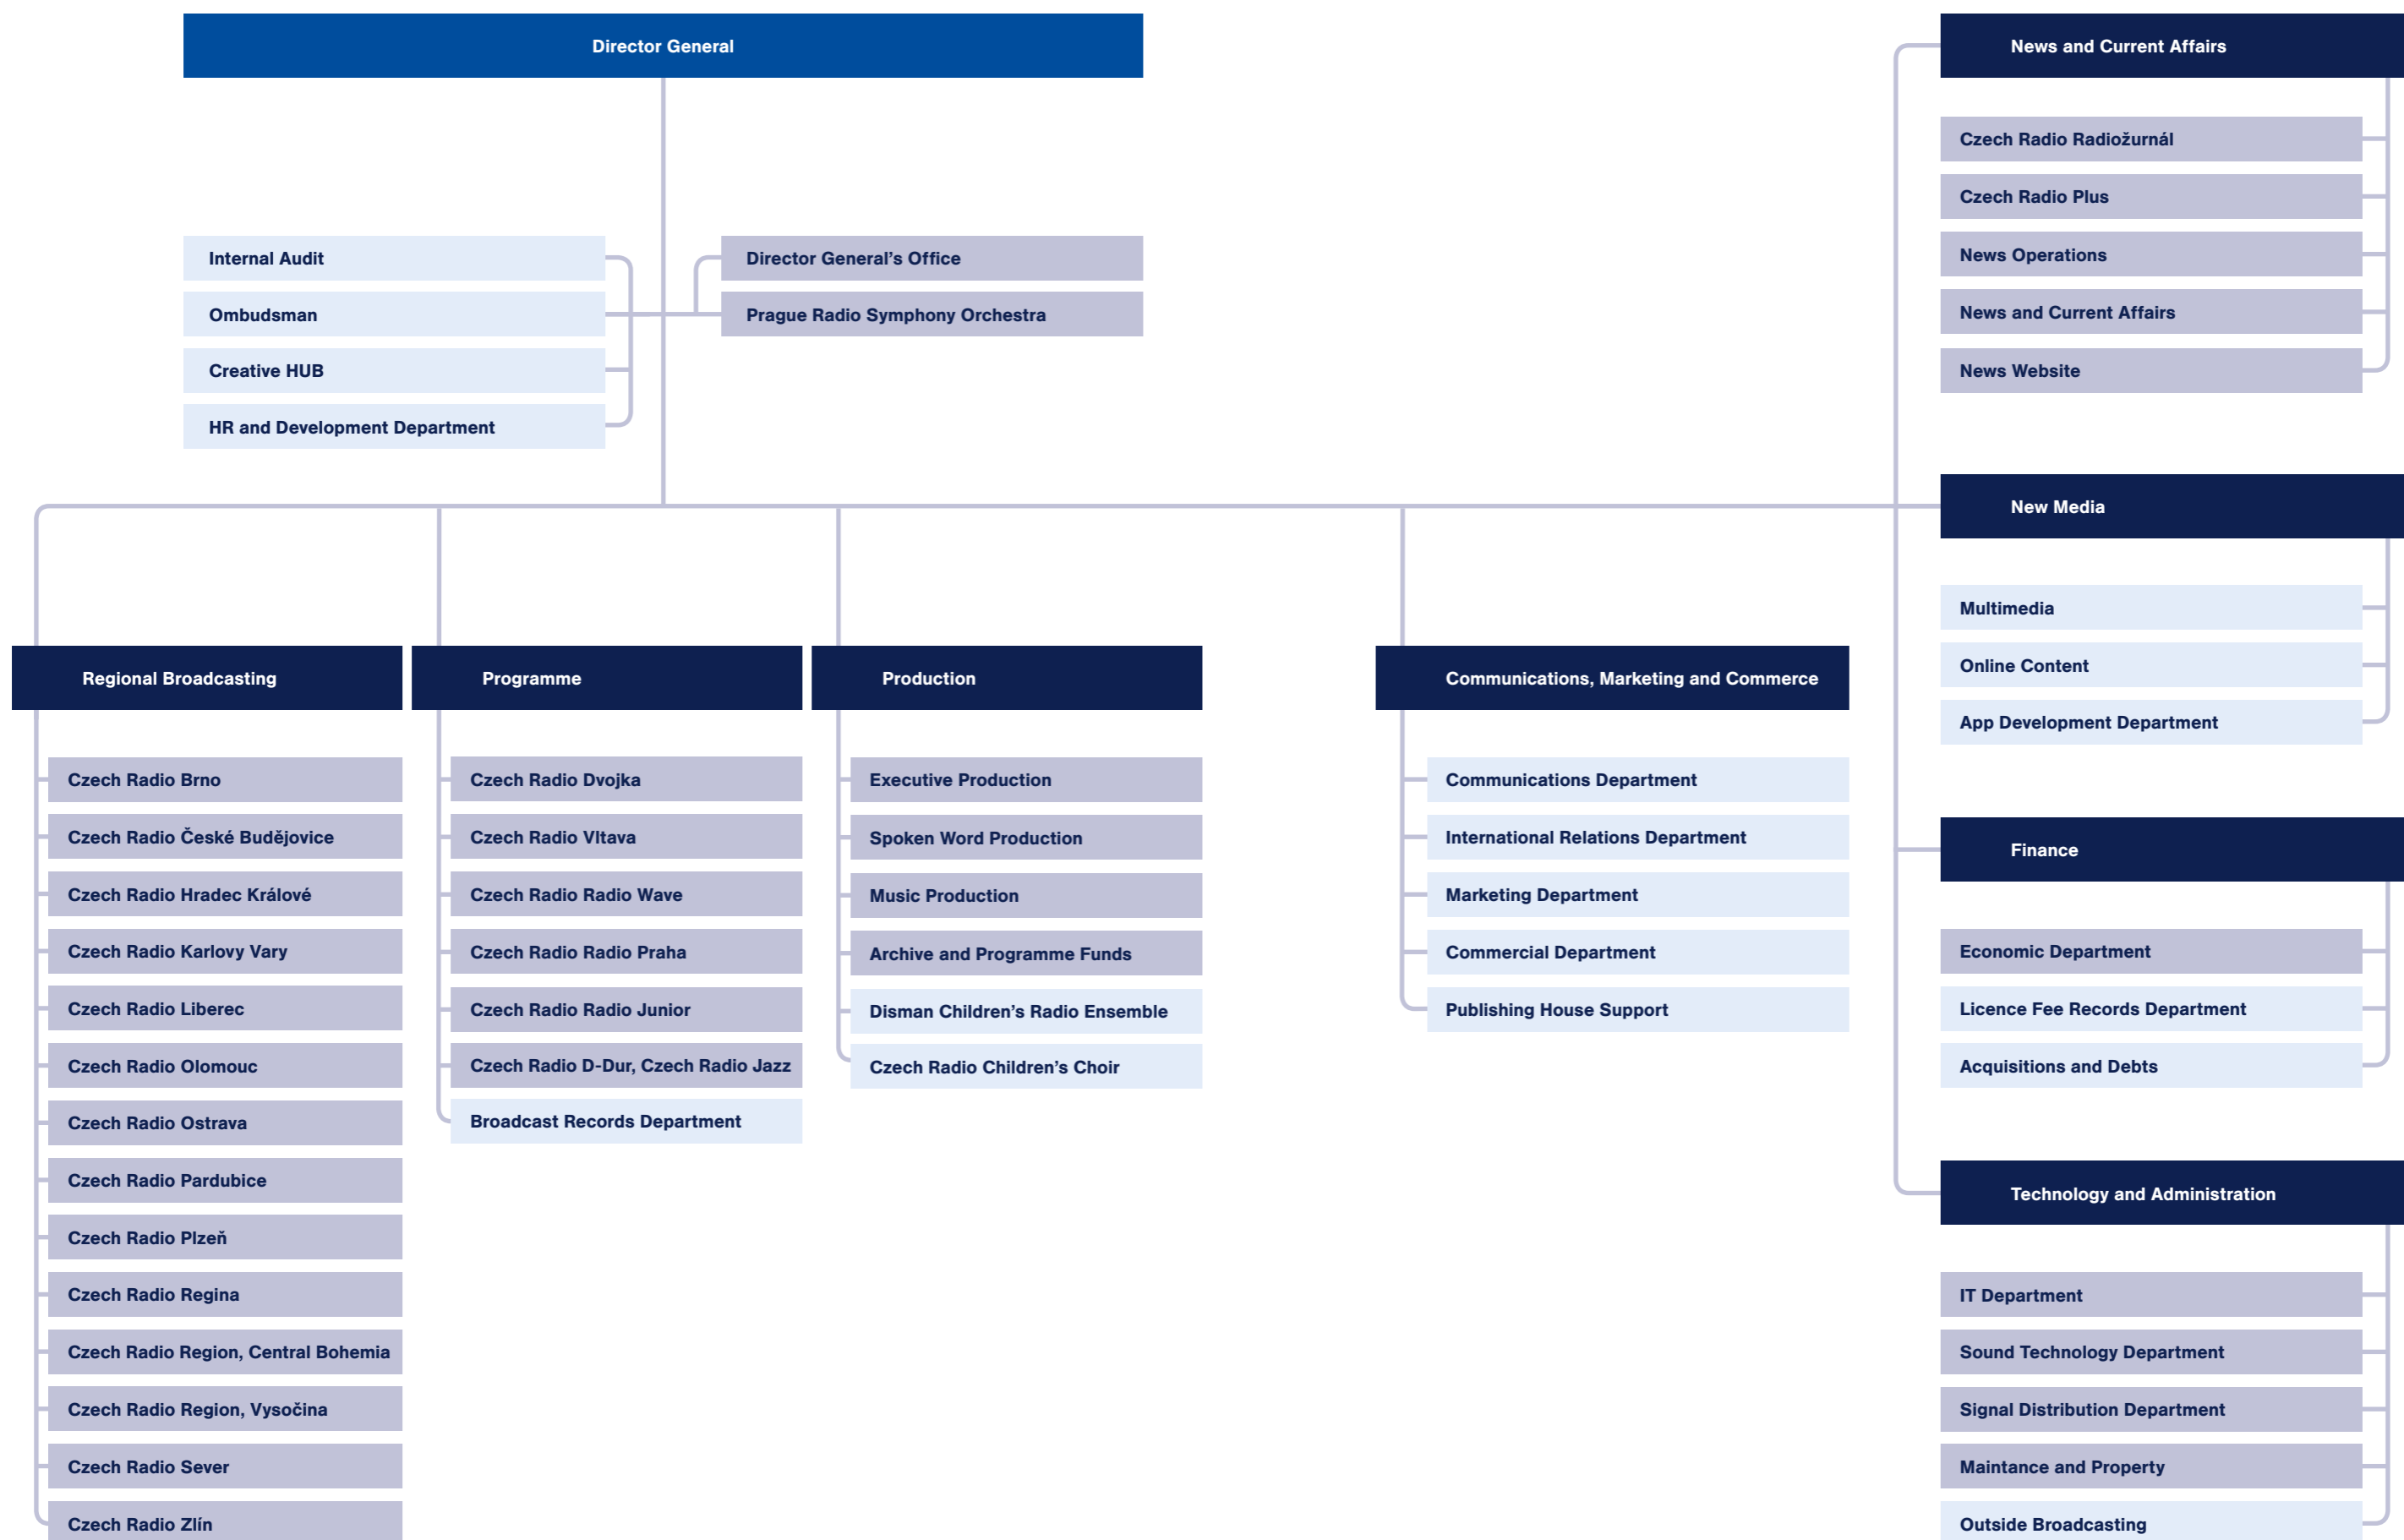 Director General
Internal Audit
Ombudsman
Creative HUB
HR and Development Department
Director General’s Office
Prague Radio Symphony Orchestra
Regional Broadcasting
Czech Radio Brno
Czech Radio České Budějovice
Czech Radio Hradec Králové
Czech Radio Karlovy Vary
Czech Radio Liberec
Czech Radio Olomouc
Czech Radio Ostrava
Czech Radio Pardubice
Czech Radio Plzeň
Czech Radio Regina
Czech Radio Region, Central Bohemia
Czech Radio Region, Vysočina
Czech Radio Sever
Czech Radio Zlín
Programme
Czech Radio Dvojka
Czech Radio Vltava
Czech Radio Radio Wave
Czech Radio Radio Praha
Czech Radio Radio Junior
Czech Radio D-Dur, Czech Radio Jazz
Broadcast Records Department
Production
Executive Production
Spoken Word Production
Music Production
Archive and Programme Funds
Disman Children’s Radio Ensemble
Czech Radio Children’s Choir
Communications, Marketing and Commerce
Communications Department
International Relations Department
Marketing Department
Commercial Department
Publishing House Support
News and Current Affairs
Czech Radio Radiožurnál
Czech Radio Plus
News Operations
News and Current Affairs
News Website
New Media
Multimedia
Online Content
App Development Department
Finance
Economic Department
Licence Fee Records Department
Acquisitions and Debts
Technology and Administration
IT Department
Sound Technology Department
Signal Distribution Department
Maintance and Property
Outside Broadcasting